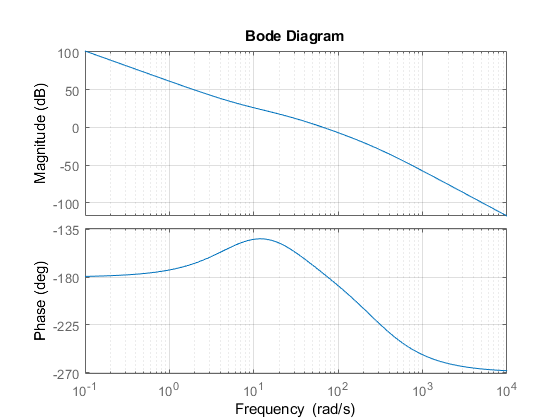 Bode Diagram
Magnitude (dB)
100
50
0
-50
-100
Phase (deg)
-135
-180
-225
-270
10^-1 10^0 10^1 10^2 10^3 10^4
Frequency (rad/s)